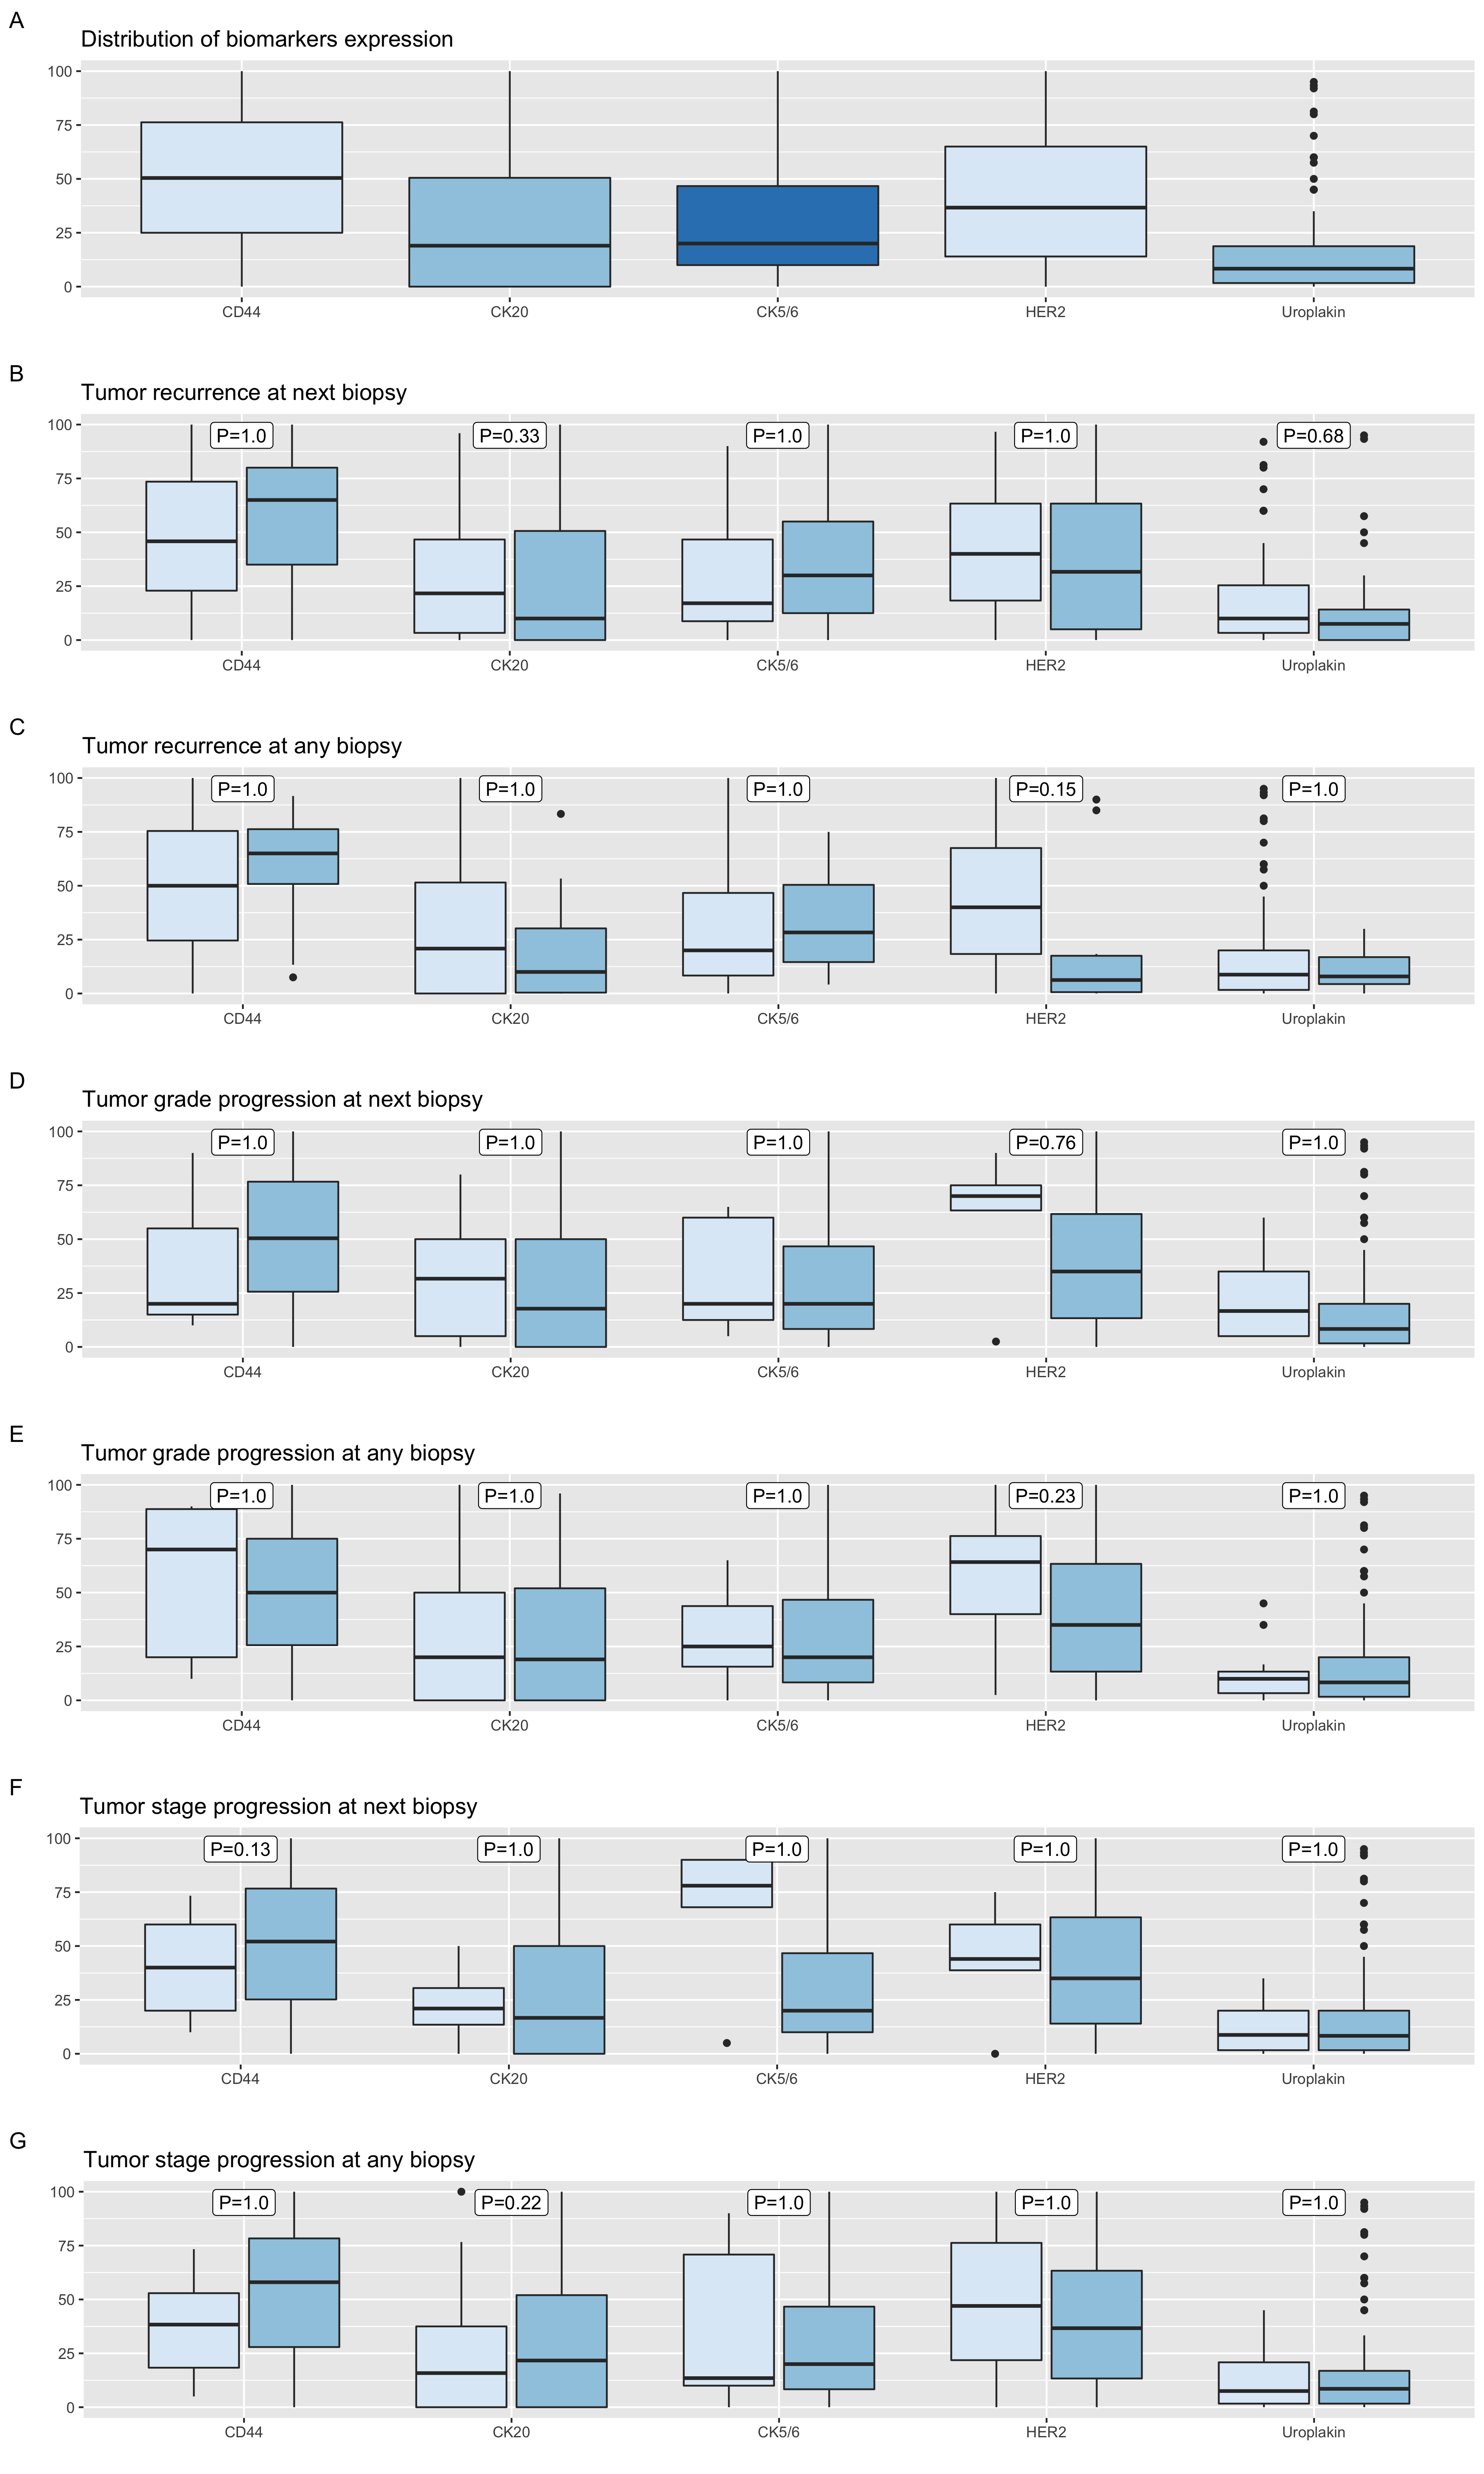 A
Distribution of biomarkers expression
100
75
50
25
0
CD44 CK20 CK5/6 HER2 Uroplakin
B
Tumor recurrence at next biopsy
100
75
50
25
0
P=1.0 P=0.33 P=1.0 P=1.0 P=0.68
CD44 CK20 CK5/6 HER2 Uroplakin
C
Tumor recurrence at any biopsy
100
75
50
25
0
P=1.0 P=1.0 P=1.0 P=0.15 P=1.0
CD44 CK20 CK5/6 HER2 Uroplakin
D
Tumor grade progression at next biopsy
100
75
50
25
0
P=1.0 P=1.0 P=1.0 P=0.76 P=1.0
CD44 CK20 CK5/6 HER2 Uroplakin
E
Tumor grade progression at any biopsy
100
75
50
25
0
P=1.0 P=1.0 P=1.0 P=0.23 P=1.0
CD44 CK20 CK5/6 HER2 Uroplakin
F
Tumor stage progression at next biopsy
100
75
50
25
0
P=0.13 P=1.0 P=1.0 P=1.0 P=1.0
CD44 CK20 CK5/6 HER2 Uroplakin
G
Tumor stage progression at any biopsy
100
75
50
25
0
P=1.0 P=0.22 P=1.0 P=1.0 P=1.0
CD44 CK20 CK5/6 HER2 Uroplakin